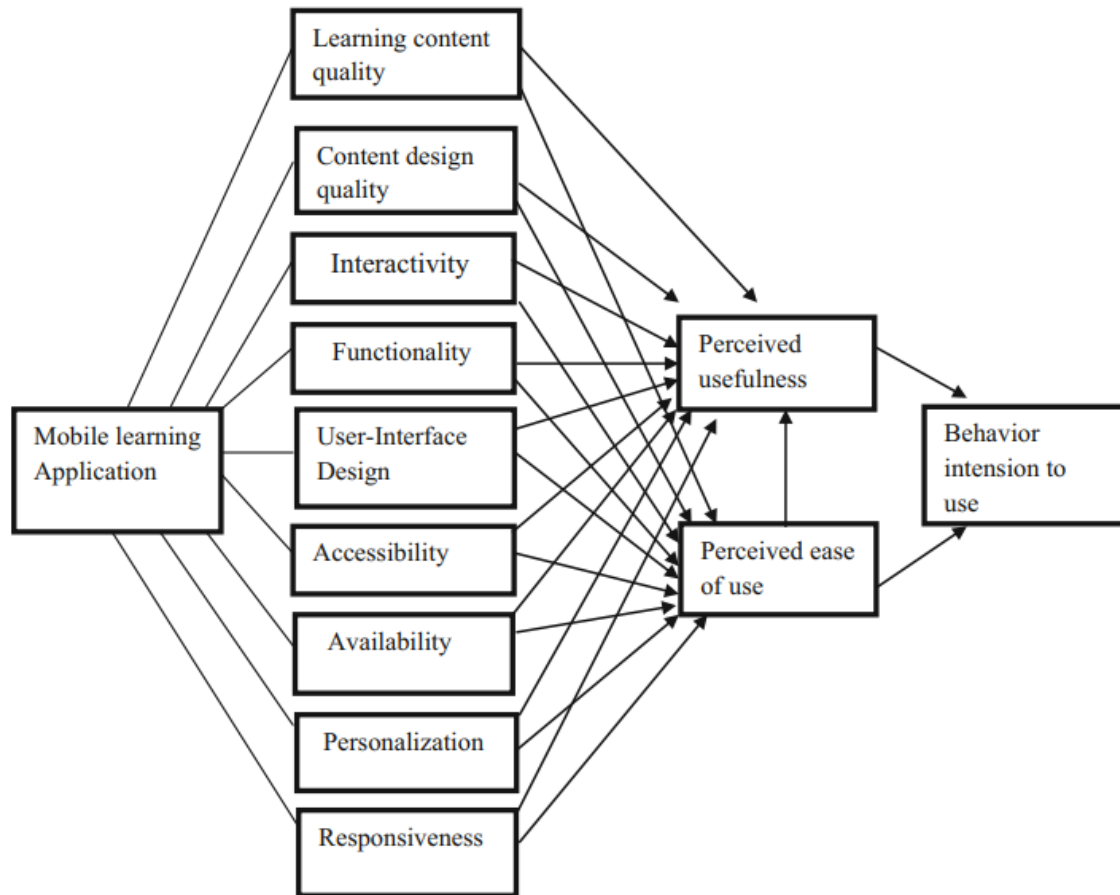 Learning content
quality
Content design
quality
Interactivity
Functionality
User-Interface
Design
Accessibility
Availability
Personalization
Responsiveness
Mobile learning
Application
Perceived
usefulness
Perceived ease
of use
Behavior
intension to
use